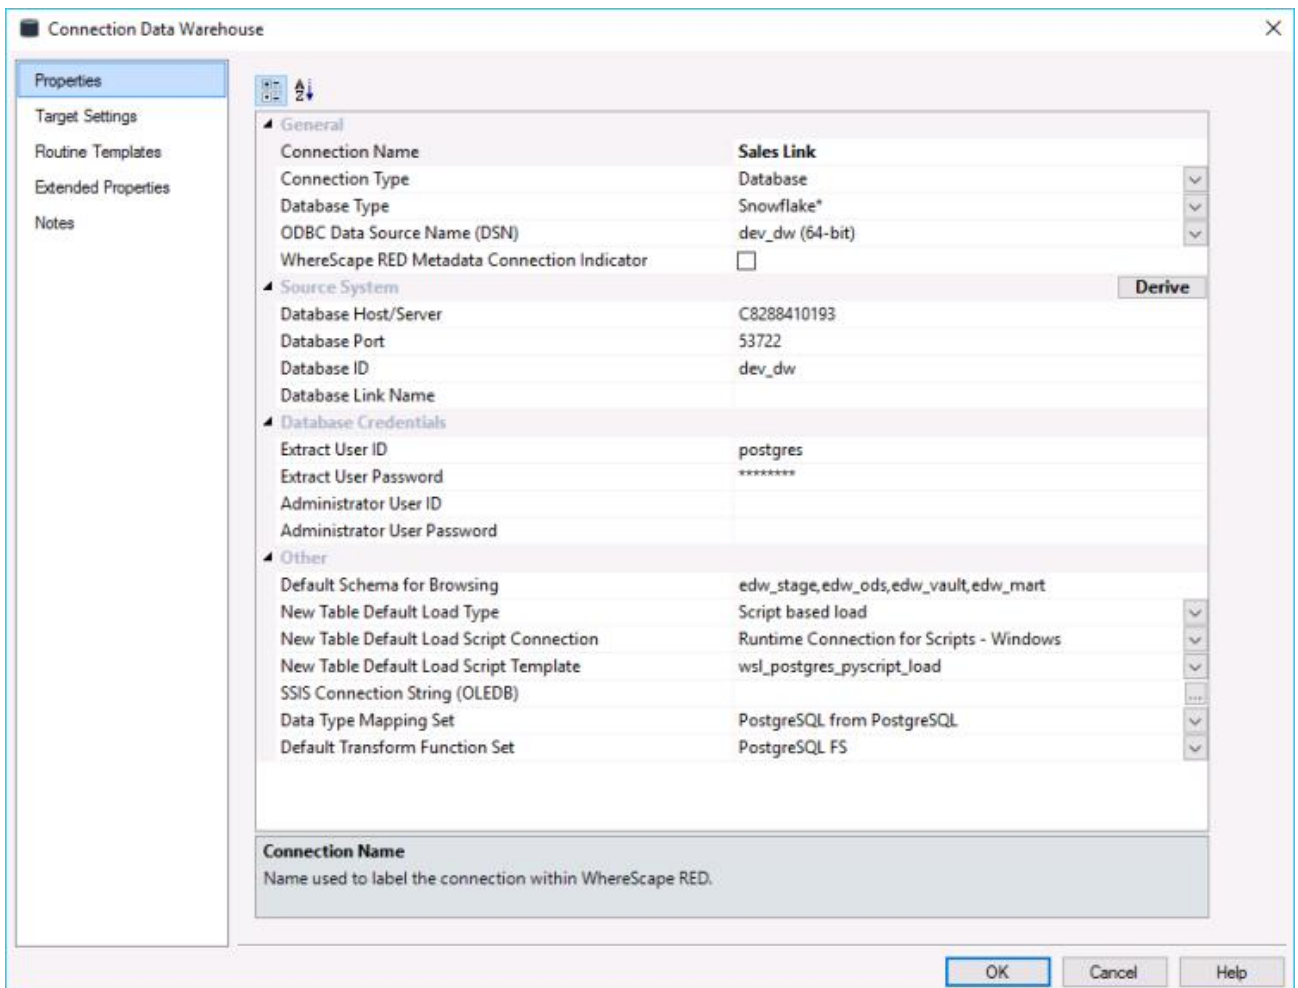 Connection Data Warehouse
Properties
Target Settings
Routine Templates
Extended Properties
Notes
General
Connection Name Sales Link
Connection Type Database
Database Type Snowflake*
ODBC Data Source Name (DSN) dev_dw (64-bit)
WhereScape RED Metadata Connection Indicator
Source System Derive
Database Host/Server C8288410193
Database Port 53722
Database ID dev_dw
Database Link Name
Database Credentials
Extract User ID postgres
Extract User Password ********
Administrator User ID
Administrator User Password
Other
Default Schema for Browsing edw_stage,edw_ods,edw_vault,edw_mart
New Table Default Load Type Script based load
New Table Default Load Script Connection Runtime Connection for Scripts - Windows
New Table Default Load Script Template wsl_postgres_pyscript_load
SSIS Connection String (OLEDB) ...
Data Type Mapping Set PostgreSQL from PostgreSQL
Default Transform Function Set PostgreSQL FS
Connection Name
Name used to label the connection within WhereScape RED.
OK Cancel Help